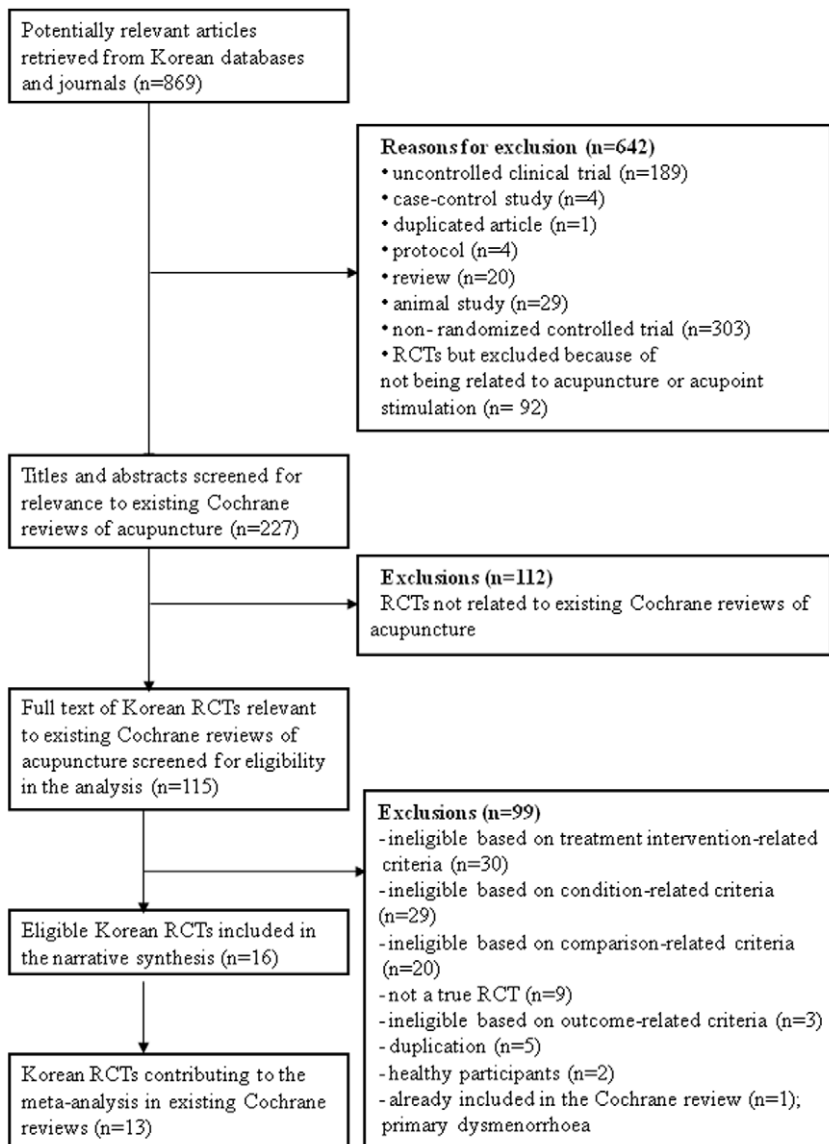 Potentially relevant articles
retrieved from Korean databases
and journals (n=869)
Reasons for exclusion (n=642)
• uncontrolled clinical trial (n=189)
• case-control study (n=4)
• duplicated article (n=1)
• protocol (n=4)
• review (n=20)
• animal study (n=29)
• non- randomized controlled trial (n=303)
• RCTs but excluded because of
not being related to acupuncture or acupoint
stimulation (n= 92)
Titles and abstracts screened for
relevance to existing Cochrane
reviews of acupuncture (n=227)
Exclusions (n=112)
RCTs not related to existing Cochrane reviews of
acupuncture
Full text of Korean RCTs relevant
to existing Cochrane reviews of
acupuncture screened for eligibility
in the analysis (n=115)
Exclusions (n=99)
-ineligible based on treatment intervention-related
criteria (n=30)
-ineligible based on condition-related criteria
(n=29)
-ineligible based on comparison-related criteria
(n=20)
-not a true RCT (n=9)
-ineligible based on outcome-related criteria (n=3)
-duplication (n=5)
-healthy participants (n=2)
-already included in the Cochrane review (n=1);
primary dysmenorrhoea
Eligible Korean RCTs included in
the narrative synthesis (n=16)
Korean RCTs contributing to the
meta-analysis in existing Cochrane
reviews (n=13)